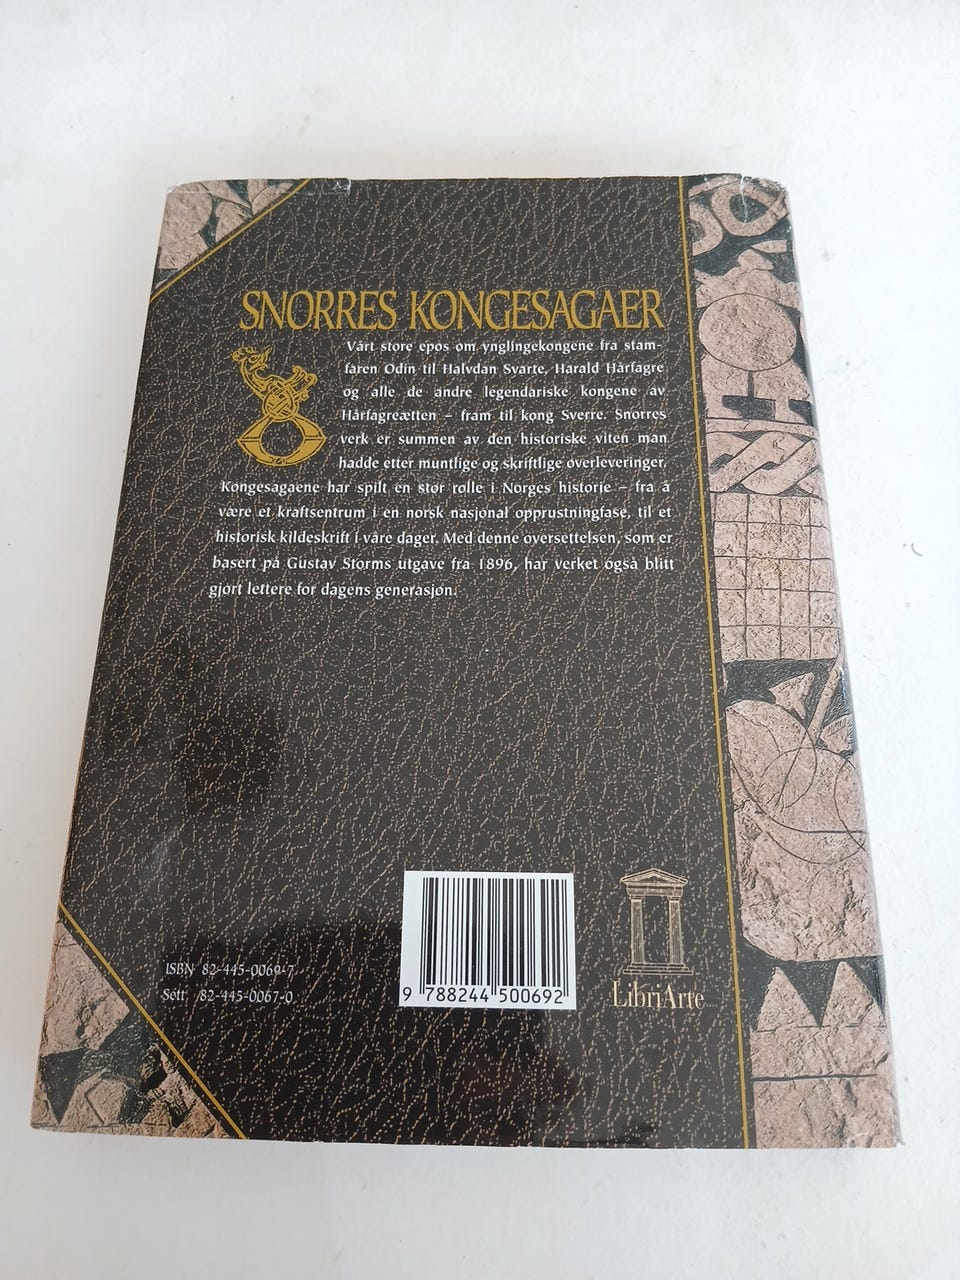 SNORRES KONGESAGAER
Vårt store epos om ynglingekongene fra stam-
faren Odin til Halvdan Svarte, Harald Hårfagre
og alle de andre legendariske kongene av
Hårfagreætten – fram til kong Sverre. Snorres
verk er summen av den historiske viten man
hadde etter muntlige og skriftlige overleveringer.
Kongesagaene har spilt en stor rolle i Norges historie – fra å
være et kraftsentrum i en norsk nasjonal opprustningfase, til et
historisk kildeskrift i våre dager. Med denne oversettelsen, som er
basert på Gustav Storms utgave fra 1896, har verket også blitt
gjort lettere for dagens generasjon.
ISBN 82-445-0069-7
Sett 82-445-0067-0
9 788244 500692
LibriArte